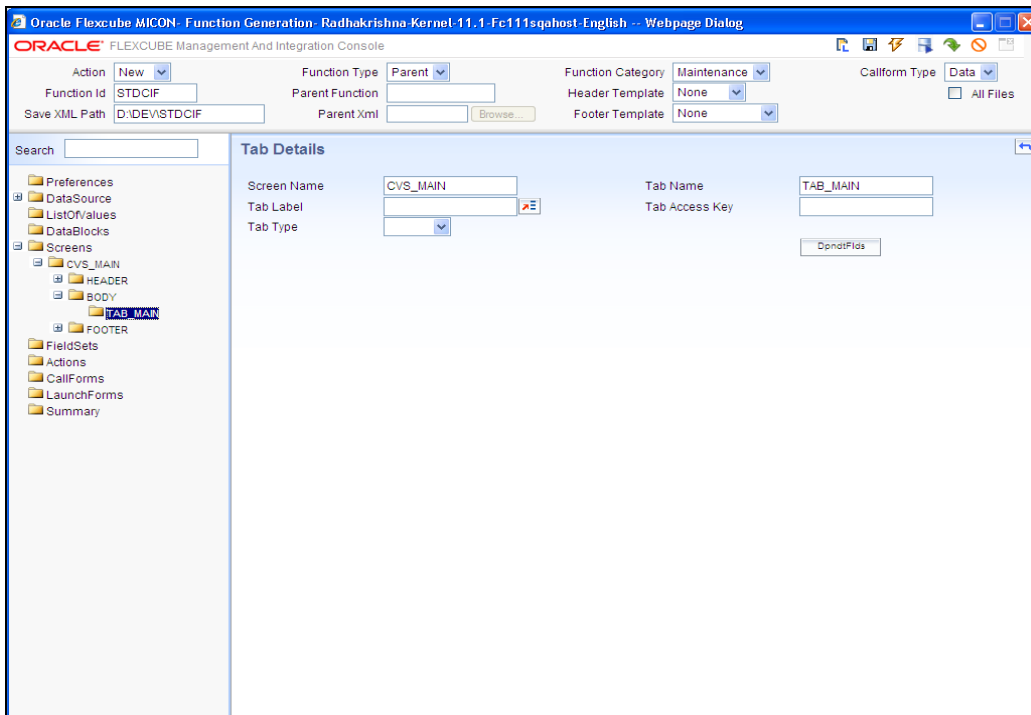 Oracle Flexcube MICON- Function Generation- Radhakrishna-Kernel-11.1-Fc111sqahost-English -- Webpage Dialog
ORACLE® FLEXCUBE Management And Integration Console
Action New Function Type Parent Function Category Maintenance Callform Type Data
Function Id STDCIF Parent Function Header Template None All Files
Save XML Path D:\DEV\STDCIF Parent Xml Browse... Footer Template None
Search
Tab Details
Preferences
DataSource
ListOfValues
DataBlocks
Screens
CVS_MAIN
HEADER
BODY
TAB_MAIN
FOOTER
FieldSets
Actions
CallForms
LaunchForms
Summary
Screen Name CVS_MAIN Tab Name TAB_MAIN
Tab Label Tab Access Key
Tab Type
DpndtFlds